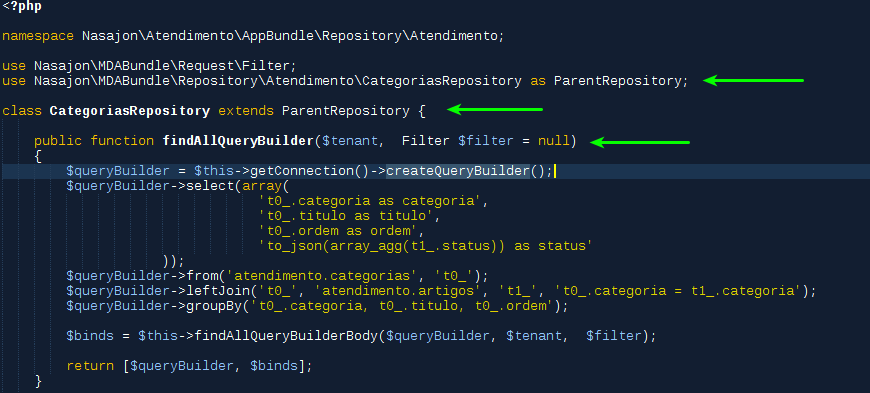 <?php
namespace Nasajon\Atendimento\AppBundle\Repository\Atendimento;
use Nasajon\MDABundle\Request\Filter;
use Nasajon\MDABundle\Repository\Atendimento\CategoriasRepository as ParentRepository;
class CategoriasRepository extends ParentRepository {
public function findAllQueryBuilder($tenant,  Filter $filter = null)
{
$queryBuilder = $this->getConnection()->createQueryBuilder();
$queryBuilder->select(array(
't0_.categoria as categoria',
't0_.titulo as titulo',
't0_.ordem as ordem',
'to_json(array_agg(t1_.status)) as status'
));
$queryBuilder->from('atendimento.categorias', 't0_');
$queryBuilder->leftJoin('t0_', 'atendimento.artigos', 't1_', 't0_.categoria = t1_.categoria');
$queryBuilder->groupBy('t0_.categoria, t0_.titulo, t0_.ordem');
$binds = $this->findAllQueryBuilderBody($queryBuilder, $tenant,  $filter);
return [$queryBuilder, $binds];
}